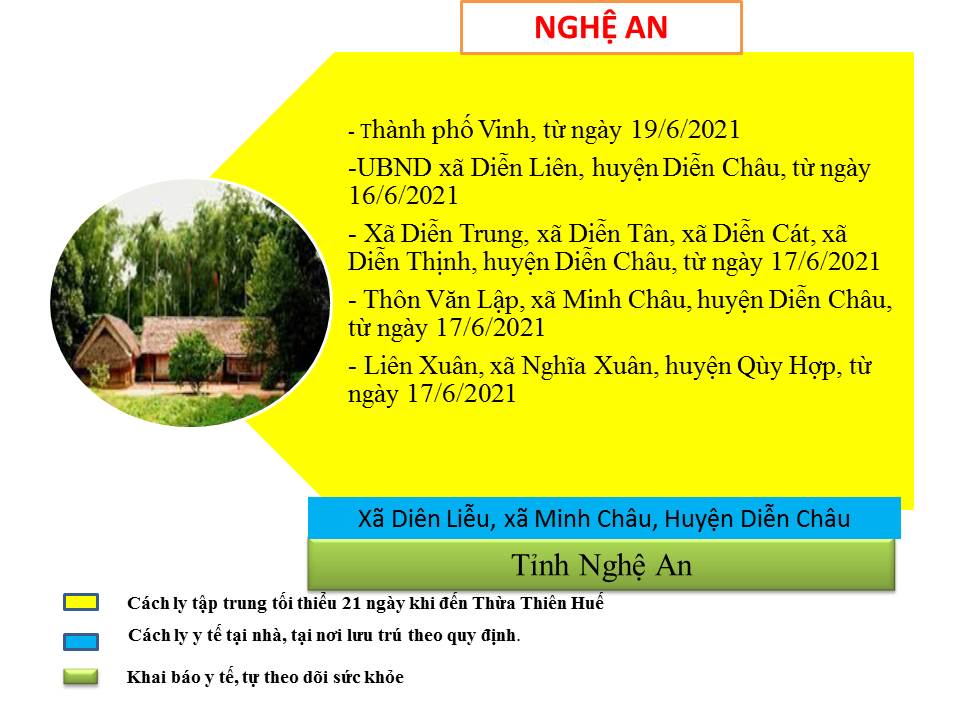 NGHỆ AN
- Thành phố Vinh, từ ngày 19/6/2021
-UBND xã Diễn Liên, huyện Diễn Châu, từ ngày
16/6/2021
- Xã Diễn Trung, xã Diễn Tân, xã Diễn Cát, xã
Diễn Thịnh, huyện Diễn Châu, từ ngày 17/6/2021
- Thôn Văn Lập, xã Minh Châu, huyện Diễn Châu,
từ ngày 17/6/2021
- Liên Xuân, xã Nghĩa Xuân, huyện Qùy Hợp, từ
ngày 17/6/2021
Xã Diên Liễu, xã Minh Châu, Huyện Diễn Châu
Tỉnh Nghệ An
Cách ly tập trung tối thiểu 21 ngày khi đến Thừa Thiên Huế
Cách ly y tế tại nhà, tại nơi lưu trú theo quy định.
Khai báo y tế, tự theo dõi sức khỏe